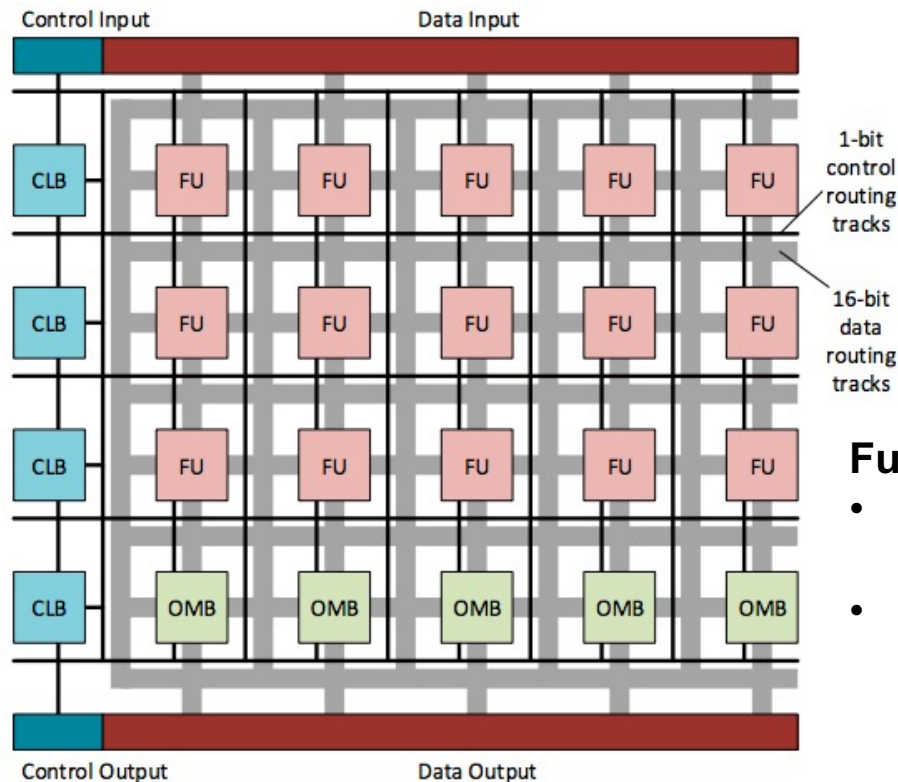 Control Input Data Input
CLB FU FU FU FU FU
1-bit
control
routing
tracks
CLB FU FU FU FU FU
16-bit
data
routing
tracks
CLB FU FU FU FU FU
Fu
•
CLB OMB OMB OMB OMB OMB
•
Control Output Data Output